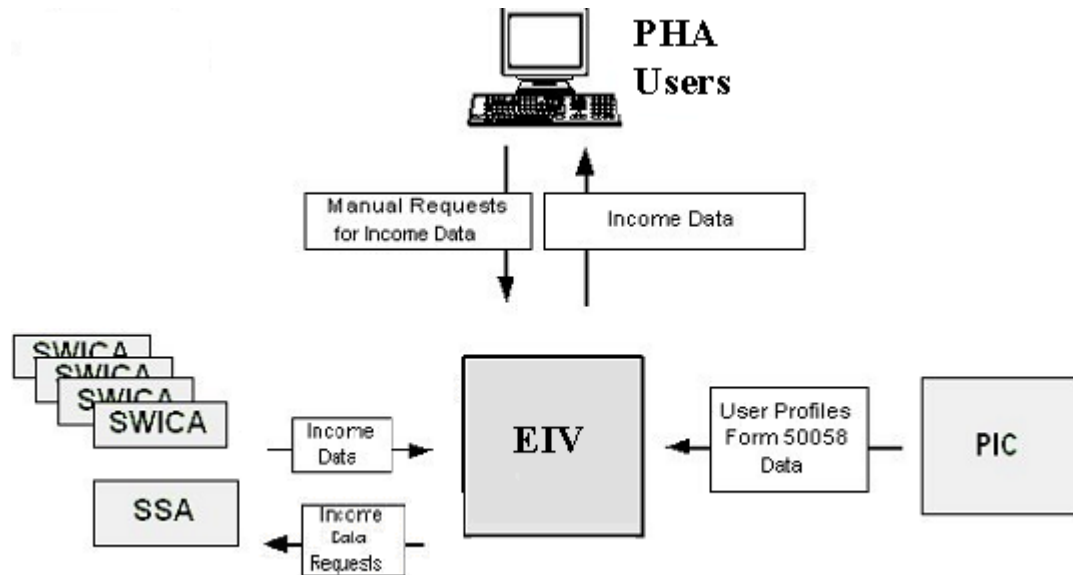 PHA
Users
Manual Requests
for Income Data
Income Data
SWICA
SWICA
SWICA
SWICA
Income
Data
SSA
Income
Data
Requests
EIV
User Profiles
Form 50058
Data
PIC